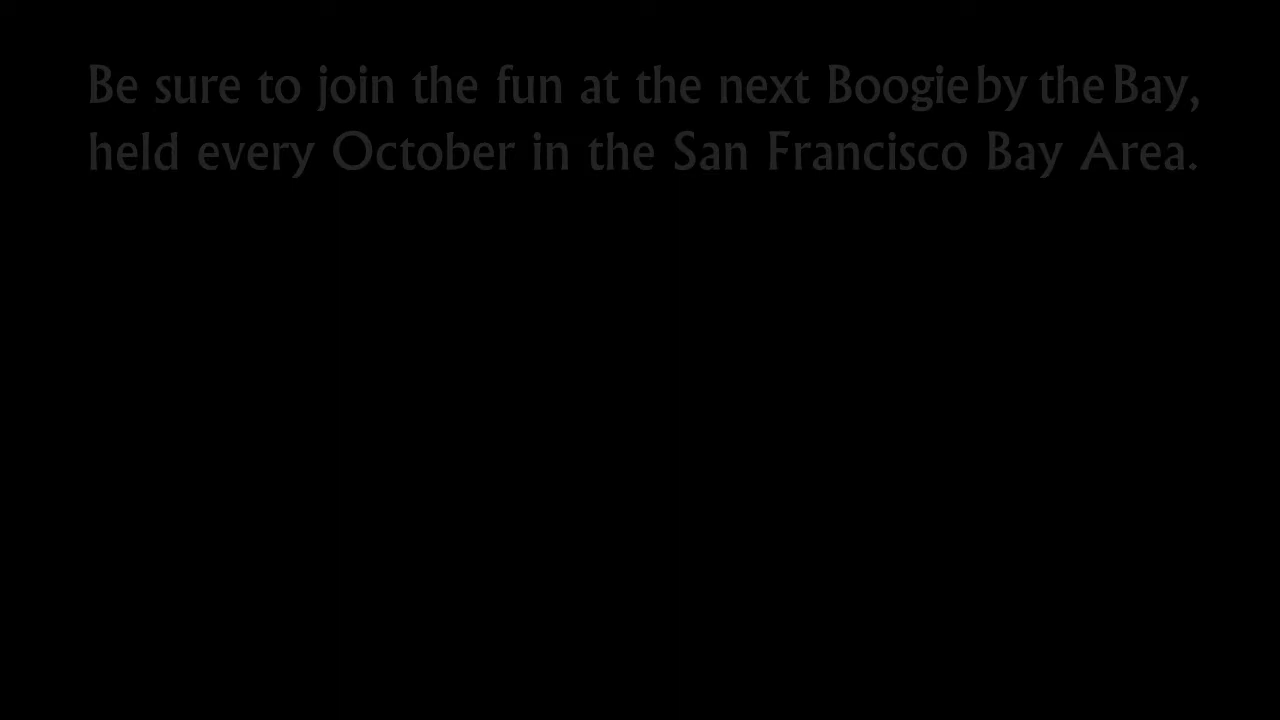 Be sure to join the fun at the next Boogie by the Bay,
held every October in the San Francisco Bay Area.